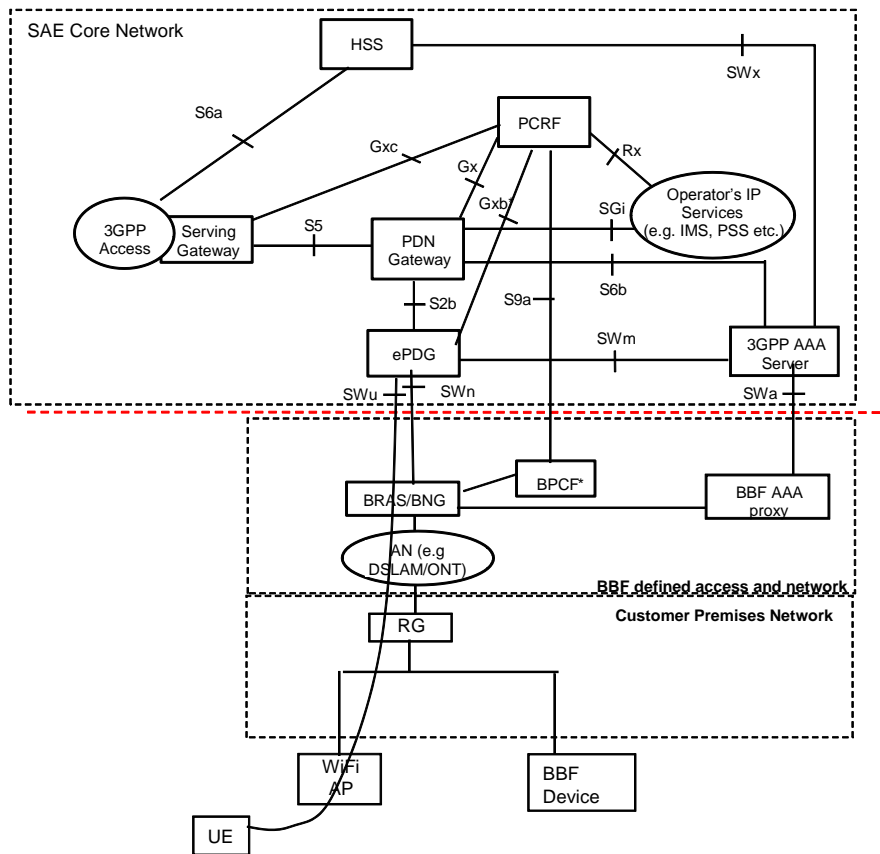 SAE Core Network
HSS
SWx
S6a
PCRF
Gxc
Rx
Gx
Gxb*
Operator's IP
Services
(e.g. IMS, PSS etc.)
SGi
3GPP
Access
Serving
Gateway
S5
PDN
Gateway
S6b
S2b
S9a
ePDG
SWm
3GPP AAA
Server
SWu
SWn
SWa
BPCF*
BRAS/BNG
BBF AAA
proxy
AN (e.g
DSLAM/ONT)
BBF defined access and network
Customer Premises Network
RG
WiFi
AP
BBF
Device
UE